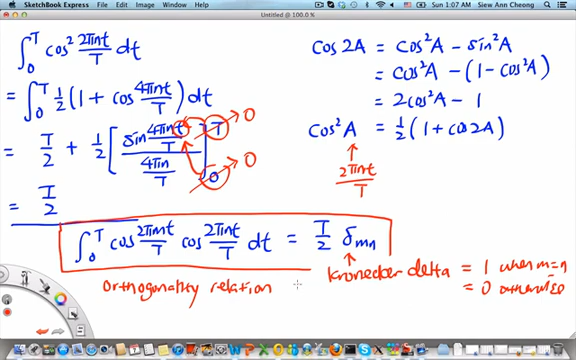 SketchBook Pro File Edit Image Window Help
Sun 1:07 AM Siew Ann Cheong
Untitled @ 100.0 %
∫₀ᵀ cos² 2πnt/T dt
= ∫₀ᵀ 1/2 (1 + cos 4πnt/T) dt
= T/2 + 1/2 [ sin 4πnt/T / 4πn/T ]₀ᵀ → 0 → 0
= T/2
cos 2A = cos²A − sin²A
= cos²A − (1 − cos²A)
= 2cos²A − 1
cos²A = 1/2 (1 + cos 2A)
2πnt/T
∫₀ᵀ cos 2πmt/T cos 2πnt/T dt = T/2 δmn
orthogonality relation
kronecker delta = 1 when m=n
= 0 otherwise